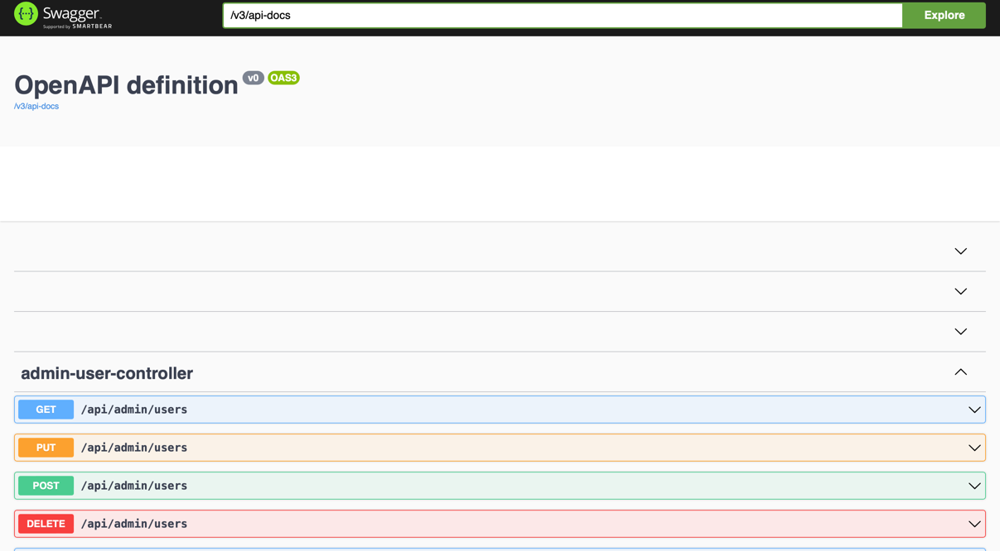 Swagger.
Supported by SMARTBEAR
/v3/api-docs
Explore
OpenAPI definition v0 OAS3
/v3/api-docs
admin-user-controller
GET /api/admin/users
PUT /api/admin/users
POST /api/admin/users
DELETE /api/admin/users